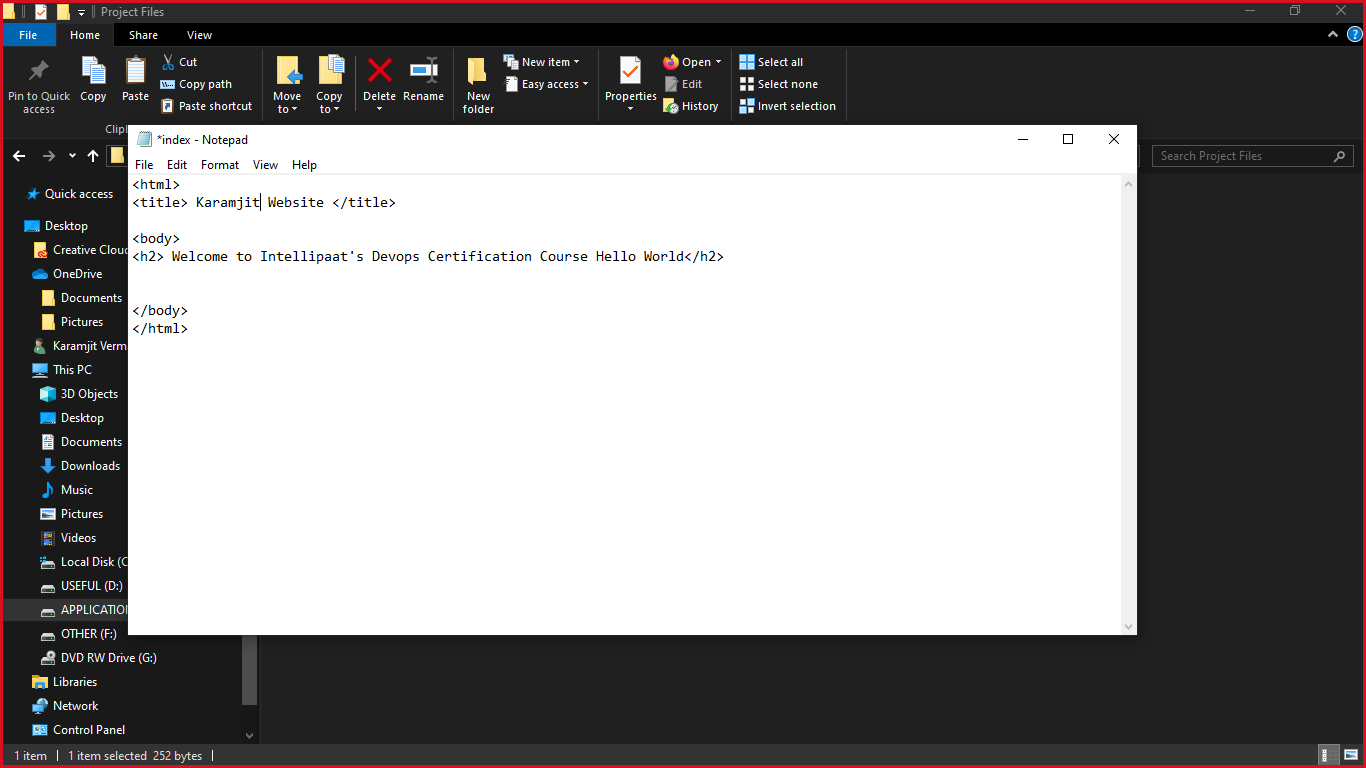 Project Files
File Home Share View
Pin to Quick access
Copy
Paste
Cut
Copy path
Paste shortcut
Move to
Copy to
Delete
Rename
New folder
New item
Easy access
Properties
Open
Edit
History
Select all
Select none
Invert selection
Search Project Files
*index - Notepad
File Edit Format View Help
<html>
<title> Karamjit Website </title>
<body>
<h2> Welcome to Intellipaat's Devops Certification Course Hello World</h2>
</body>
</html>
Quick access
Desktop
Creative Cloud
OneDrive
Documents
Pictures
Karamjit Verm
This PC
3D Objects
Desktop
Documents
Downloads
Music
Pictures
Videos
Local Disk (C
USEFUL (D:)
APPLICATION
OTHER (F:)
DVD RW Drive (G:)
Libraries
Network
Control Panel
1 item 1 item selected 252 bytes